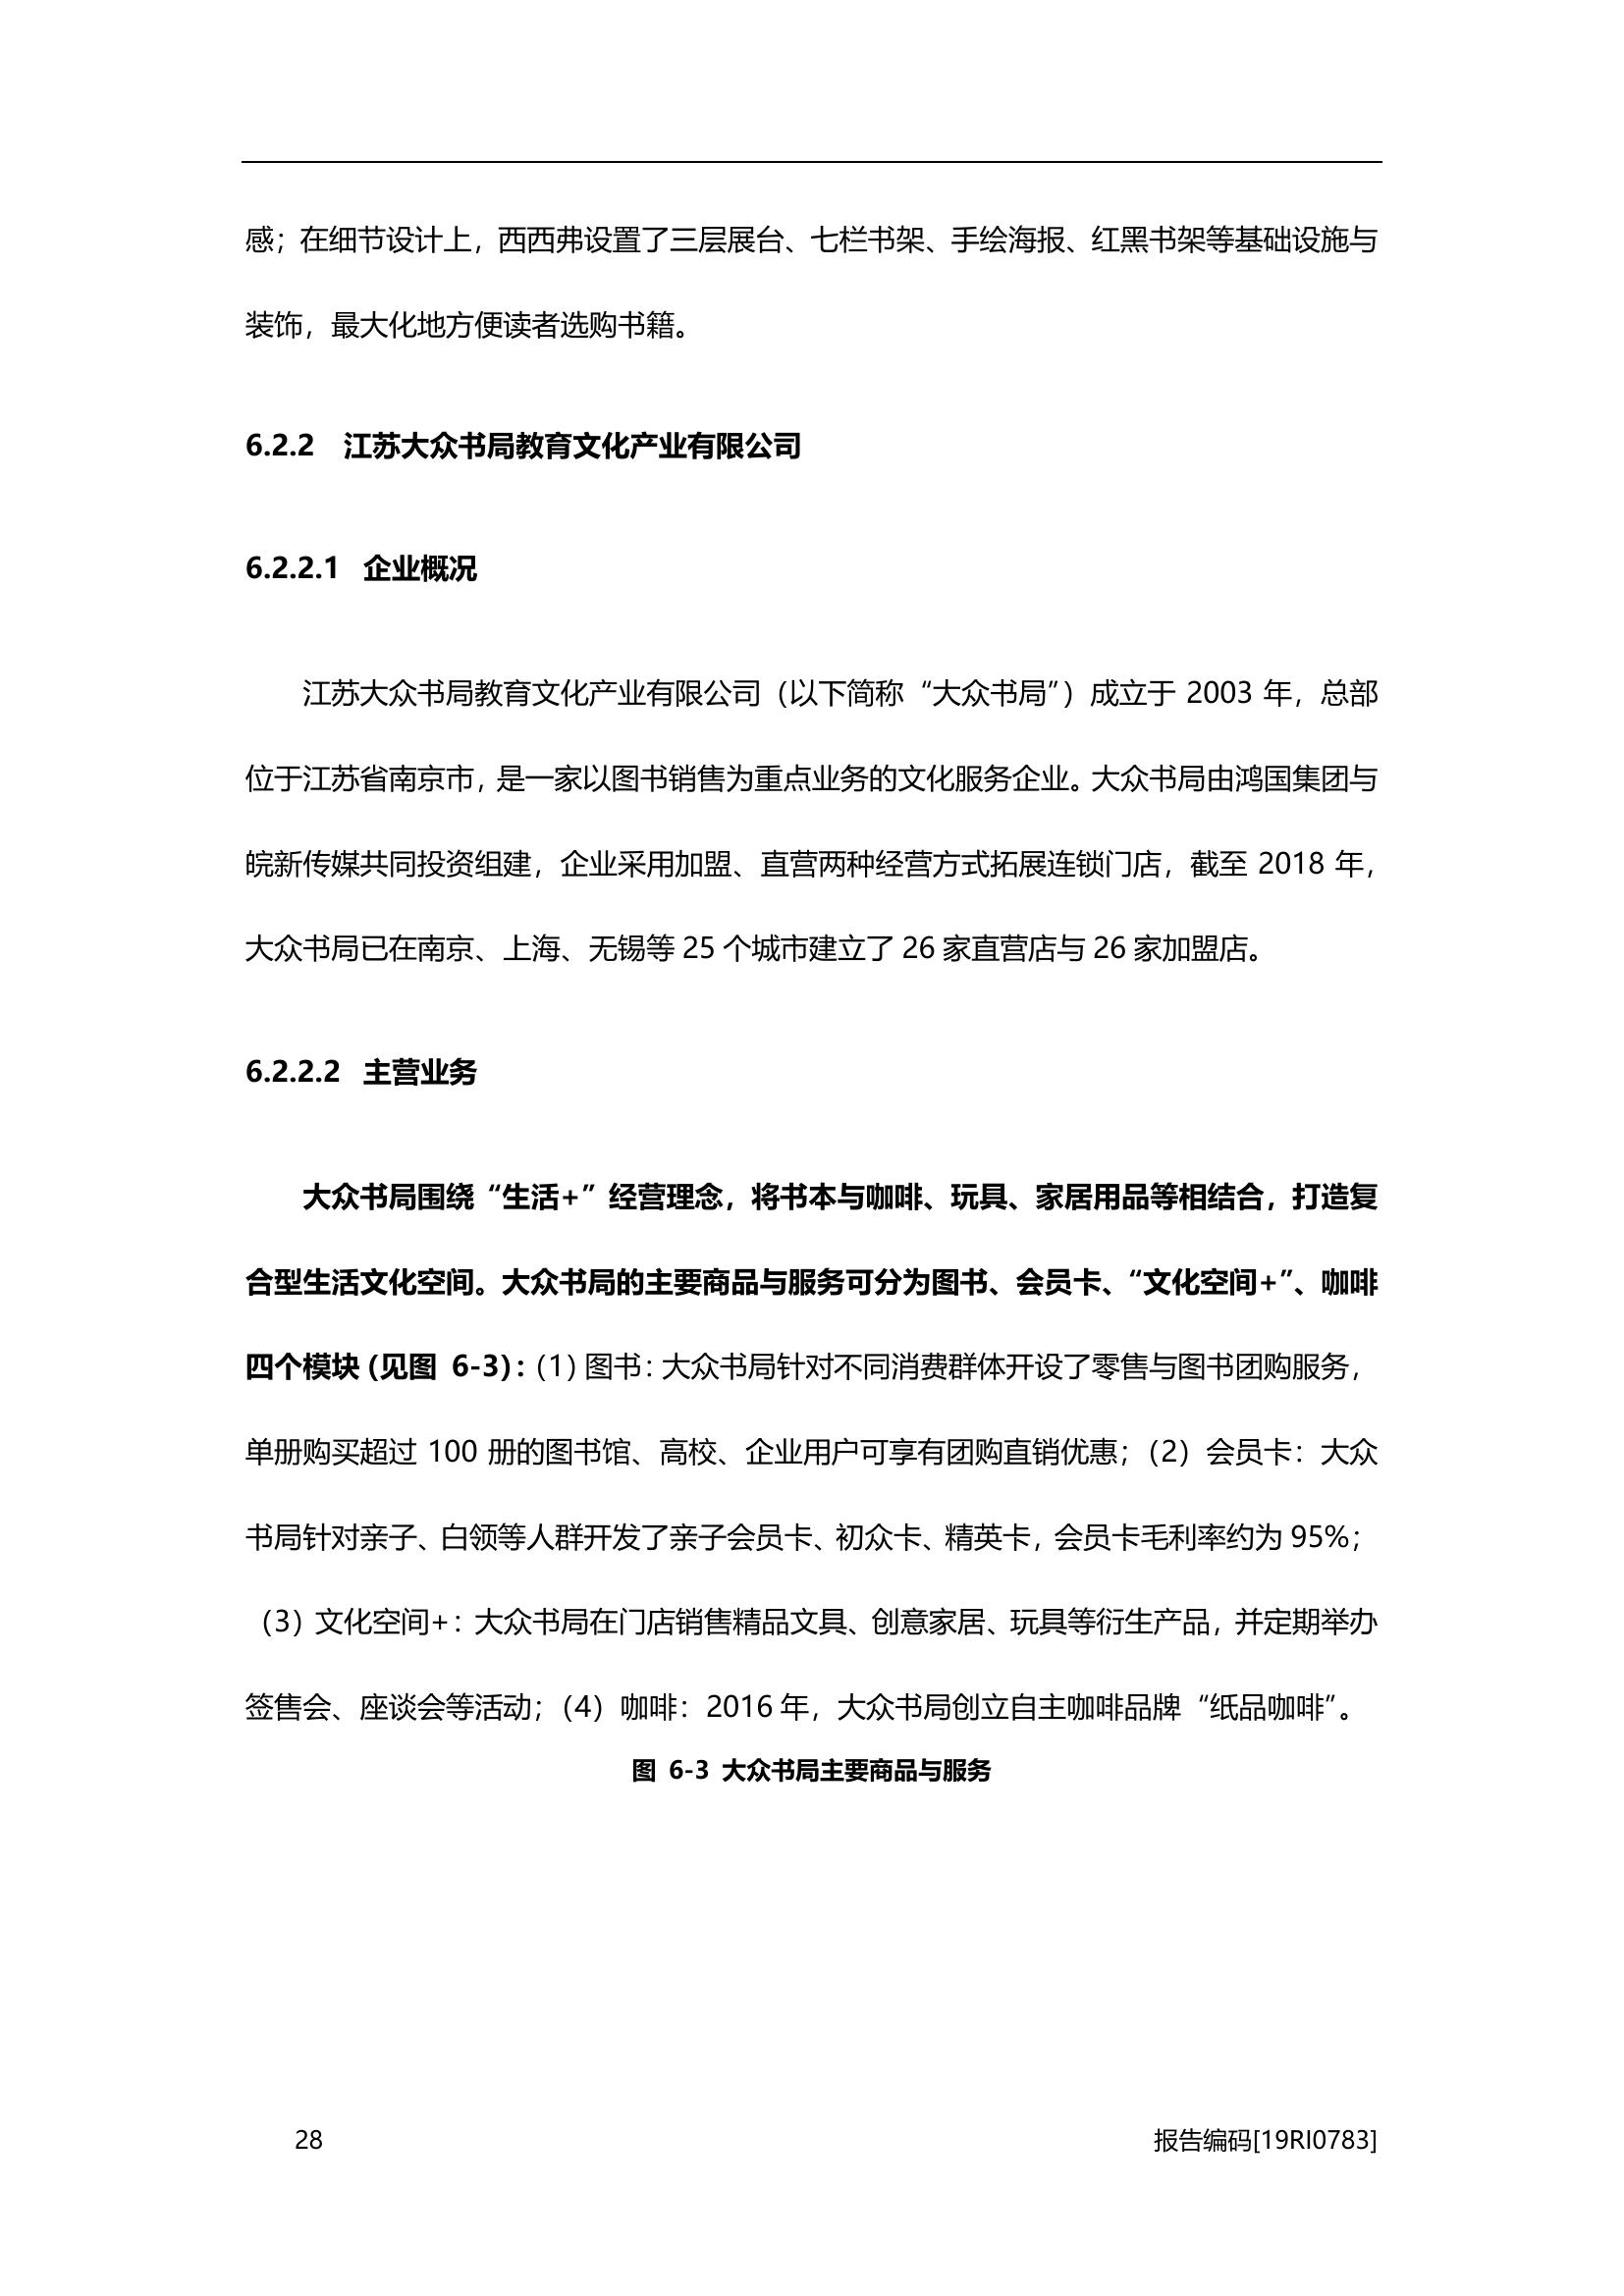 感；在细节设计上，西西弗设置了三层展台、七栏书架、手绘海报、红黑书架等基础设施与
装饰，最大化地方便读者选购书籍。
6.2.2 江苏大众书局教育文化产业有限公司
6.2.2.1 企业概况
江苏大众书局教育文化产业有限公司（以下简称“大众书局”）成立于 2003 年，总部
位于江苏省南京市，是一家以图书销售为重点业务的文化服务企业。大众书局由鸿国集团与
皖新传媒共同投资组建，企业采用加盟、直营两种经营方式拓展连锁门店，截至 2018 年，
大众书局已在南京、上海、无锡等 25 个城市建立了 26 家直营店与 26 家加盟店。
6.2.2.2 主营业务
大众书局围绕“生活+”经营理念，将书本与咖啡、玩具、家居用品等相结合，打造复
合型生活文化空间。大众书局的主要商品与服务可分为图书、会员卡、“文化空间+”、咖啡
四个模块（见图 6-3）：（1）图书：大众书局针对不同消费群体开设了零售与图书团购服务，
单册购买超过 100 册的图书馆、高校、企业用户可享有团购直销优惠；（2）会员卡：大众
书局针对亲子、白领等人群开发了亲子会员卡、初众卡、精英卡，会员卡毛利率约为 95%；
（3）文化空间+：大众书局在门店销售精品文具、创意家居、玩具等衍生产品，并定期举办
签售会、座谈会等活动；（4）咖啡：2016 年，大众书局创立自主咖啡品牌“纸品咖啡”。
图 6-3 大众书局主要商品与服务
28 报告编码[19RI0783]